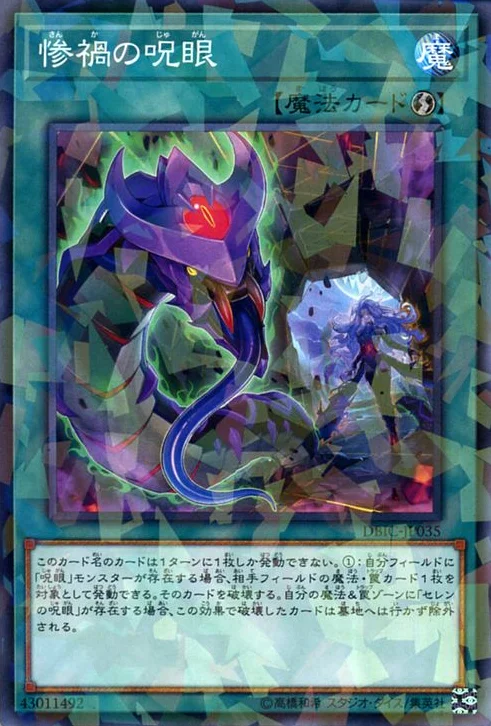 惨禍の呪眼
魔
【魔法カード】
DBIC-JP035
このカード名のカードは1ターンに1枚しか発動できない。①：自分フィールドに
「呪眼」モンスターが存在する場合、相手フィールドの魔法・罠カード1枚を
対象として発動できる。そのカードを破壊する。自分の魔法&罠ゾーンに「セレン
の呪眼」が存在する場合、この効果で破壊したカードは墓地へは行かず除外
される。
43011492
©高橋和希 スタジオ・ダイス/集英社